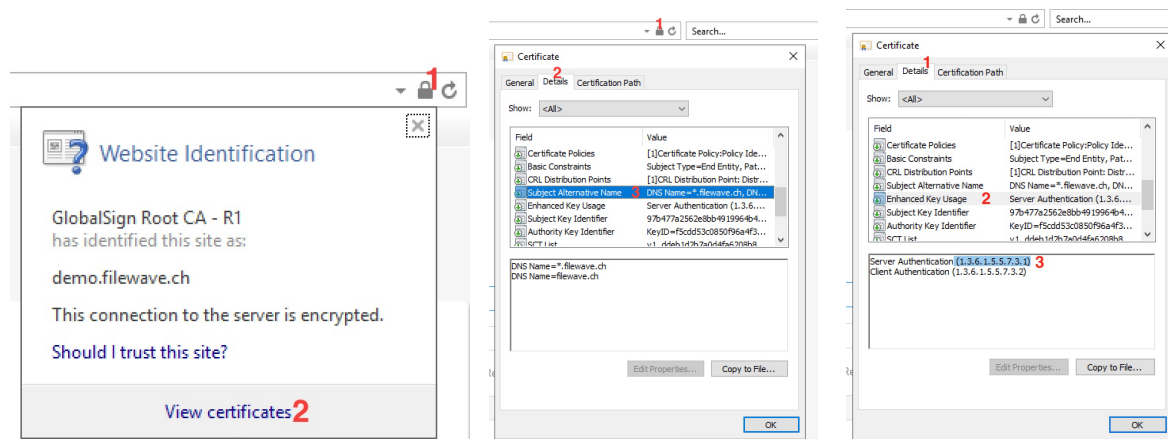 1
Website Identification
GlobalSign Root CA - R1
has identified this site as:
demo.filewave.ch
This connection to the server is encrypted.
Should I trust this site?
View certificates 2
1
Search...
Certificate
2
General Details Certification Path
Show: <All>
Field Value
Certificate Policies [1]Certificate Policy:Policy Ide...
Basic Constraints Subject Type=End Entity, Pat...
CRL Distribution Points [1]CRL Distribution Point: Distr...
Subject Alternative Name 3 DNS Name=*.filewave.ch, DN...
Enhanced Key Usage Server Authentication (1.3.6....
Subject Key Identifier 97b477a2562e8bb4919964b4...
Authority Key Identifier KeyID=f5cdd53c0850f96a4f3...
SCT List v1, ddeb1d2b7a0d4fa6208b8...
DNS Name=*.filewave.ch
DNS Name=filewave.ch
Edit Properties... Copy to File...
OK
Search...
Certificate
1
General Details Certification Path
Show: <All>
Field Value
Certificate Policies [1]Certificate Policy:Policy Ide...
Basic Constraints Subject Type=End Entity, Pat...
CRL Distribution Points [1]CRL Distribution Point: Distr...
Subject Alternative Name DNS Name=*.filewave.ch, DN...
Enhanced Key Usage 2 Server Authentication (1.3.6....
Subject Key Identifier 97b477a2562e8bb4919964b4...
Authority Key Identifier KeyID=f5cdd53c0850f96a4f3...
SCT List v1, ddeb1d2b7a0d4fa6208b8...
Server Authentication (1.3.6.1.5.5.7.3.1) 3
Client Authentication (1.3.6.1.5.5.7.3.2)
Edit Properties... Copy to File...
OK